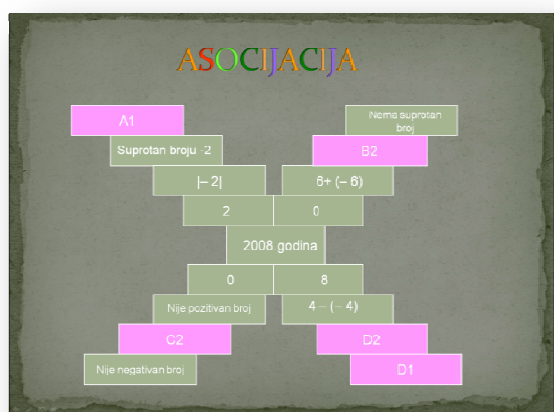 ASOCIJACIJA
A1
Nema suprotan
broj
Suprotan broju -2
B2
|– 2|
6+ (– 6)
2
0
2008 godina
0
8
Nije pozitivan broj
4 – (– 4)
C2
D2
Nije negativan broj
D1